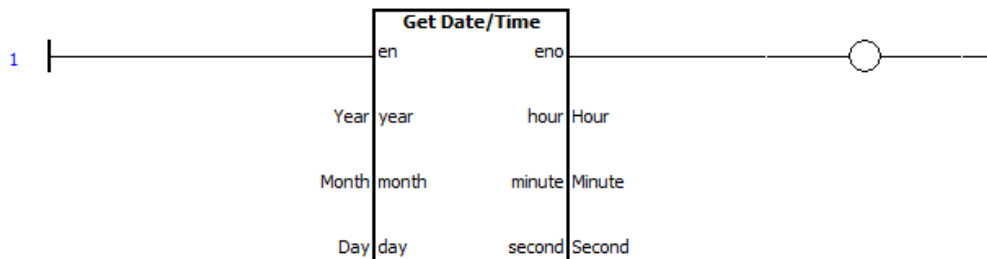 Get Date/Time
1 en eno
Year year hour Hour
Month month minute Minute
Day day second Second